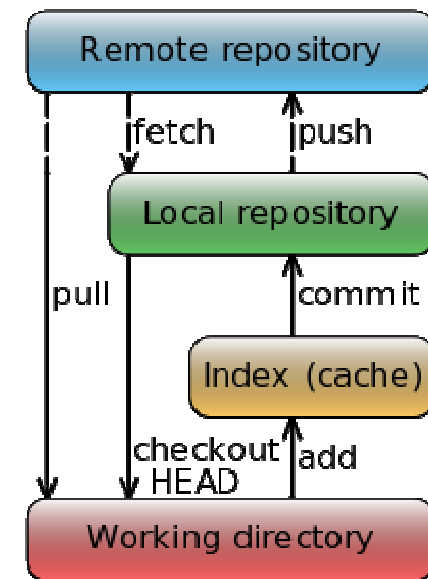 Remote repository
fetch
push
Local repository
pull
commit
Index (cache)
checkout
HEAD
add
Working directory